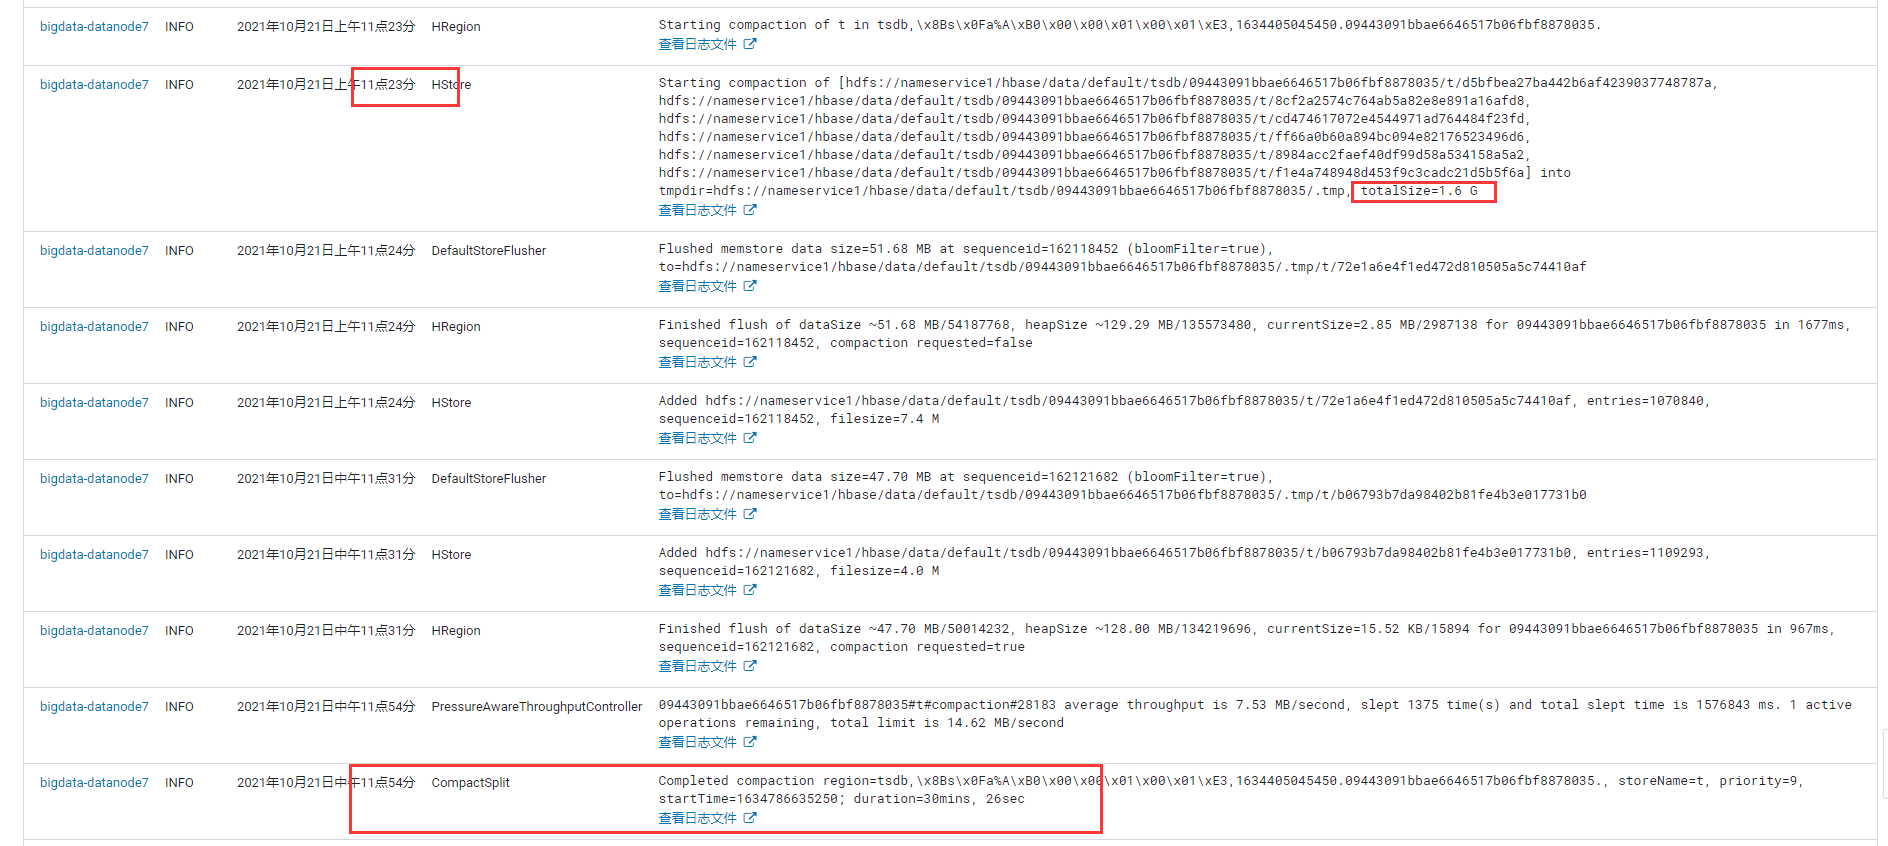 bigdata-datanode7 INFO 2021年10月21日上午11点23分 HRegion Starting compaction of t in tsdb,\x8Bs\x0Fa%A\xB0\x00\x00\x01\x00\x01\xE3,1634405045450.09443091bbae6646517b06fbf8878035.
查看日志文件
bigdata-datanode7 INFO 2021年10月21日上午11点23分 HStore Starting compaction of [hdfs://nameservice1/hbase/data/default/tsdb/09443091bbae6646517b06fbf8878035/t/d5bfbea27ba442b6af4239037748787a,
hdfs://nameservice1/hbase/data/default/tsdb/09443091bbae6646517b06fbf8878035/t/8cf2a2574c764ab5a82e8e891a16afd8,
hdfs://nameservice1/hbase/data/default/tsdb/09443091bbae6646517b06fbf8878035/t/cd474617072e4544971ad764484f23fd,
hdfs://nameservice1/hbase/data/default/tsdb/09443091bbae6646517b06fbf8878035/t/ff66a0b60a894bc094e82176523496d6,
hdfs://nameservice1/hbase/data/default/tsdb/09443091bbae6646517b06fbf8878035/t/8984acc2faef40df99d58a534158a5a2,
hdfs://nameservice1/hbase/data/default/tsdb/09443091bbae6646517b06fbf8878035/t/f1e4a748948d453f9c3cadc21d5b5f6a] into
tmpdir=hdfs://nameservice1/hbase/data/default/tsdb/09443091bbae6646517b06fbf8878035/.tmp, totalSize=1.6 G
查看日志文件
bigdata-datanode7 INFO 2021年10月21日上午11点24分 DefaultStoreFlusher Flushed memstore data size=51.68 MB at sequenceid=162118452 (bloomFilter=true),
to=hdfs://nameservice1/hbase/data/default/tsdb/09443091bbae6646517b06fbf8878035/.tmp/t/72e1a6e4f1ed472d810505a5c74410af
查看日志文件
bigdata-datanode7 INFO 2021年10月21日上午11点24分 HRegion Finished flush of dataSize ~51.68 MB/54187768, heapSize ~129.29 MB/135573480, currentSize=2.85 MB/2987138 for 09443091bbae6646517b06fbf8878035 in 1677ms,
sequenceid=162118452, compaction requested=false
查看日志文件
bigdata-datanode7 INFO 2021年10月21日上午11点24分 HStore Added hdfs://nameservice1/hbase/data/default/tsdb/09443091bbae6646517b06fbf8878035/t/72e1a6e4f1ed472d810505a5c74410af, entries=1070840,
sequenceid=162118452, filesize=7.4 M
查看日志文件
bigdata-datanode7 INFO 2021年10月21日中午11点31分 DefaultStoreFlusher Flushed memstore data size=47.70 MB at sequenceid=162121682 (bloomFilter=true),
to=hdfs://nameservice1/hbase/data/default/tsdb/09443091bbae6646517b06fbf8878035/.tmp/t/b06793b7da98402b81fe4b3e017731b0
查看日志文件
bigdata-datanode7 INFO 2021年10月21日中午11点31分 HStore Added hdfs://nameservice1/hbase/data/default/tsdb/09443091bbae6646517b06fbf8878035/t/b06793b7da98402b81fe4b3e017731b0, entries=1109293,
sequenceid=162121682, filesize=4.0 M
查看日志文件
bigdata-datanode7 INFO 2021年10月21日中午11点31分 HRegion Finished flush of dataSize ~47.70 MB/50014232, heapSize ~128.00 MB/134219696, currentSize=15.52 KB/15894 for 09443091bbae6646517b06fbf8878035 in 967ms,
sequenceid=162121682, compaction requested=true
查看日志文件
bigdata-datanode7 INFO 2021年10月21日中午11点54分 PressureAwareThroughputController 09443091bbae6646517b06fbf8878035#t#compaction#28183 average throughput is 7.53 MB/second, slept 1375 time(s) and total slept time is 1576843 ms. 1 active
operations remaining, total limit is 14.62 MB/second
查看日志文件
bigdata-datanode7 INFO 2021年10月21日中午11点54分 CompactSplit Completed compaction region=tsdb,\x8Bs\x0Fa%A\xB0\x00\x00\x01\x00\x01\xE3,1634405045450.09443091bbae6646517b06fbf8878035., storeName=t, priority=9,
startTime=1634786635250; duration=30mins, 26sec
查看日志文件